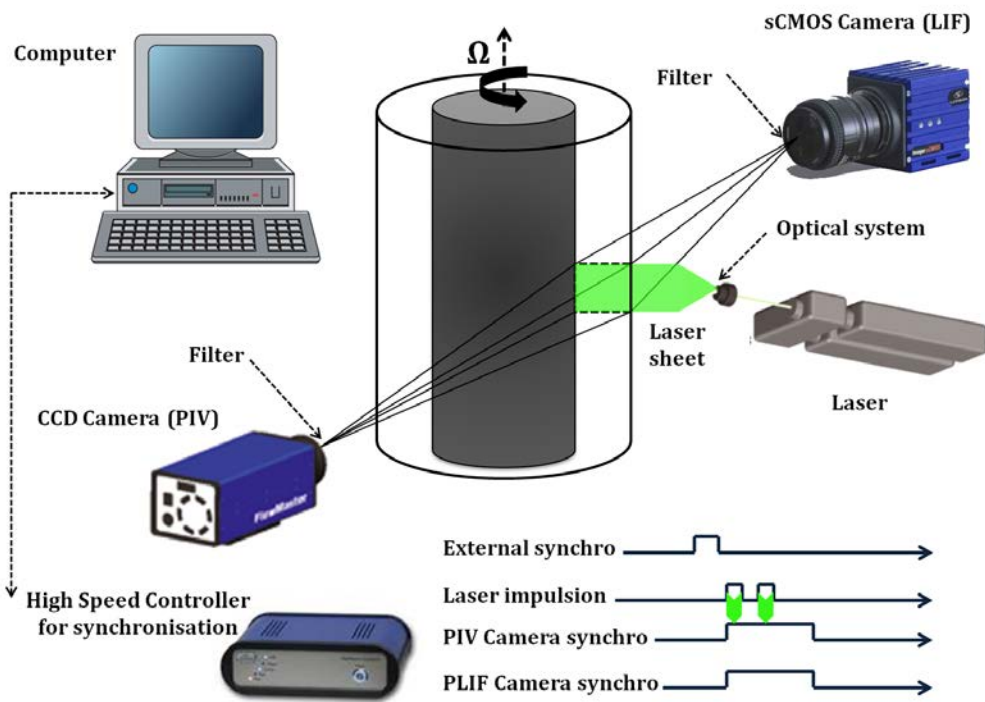 sCMOS Camera (LIF)
Computer
Ω
Filter
Optical system
Laser
sheet
Filter
Laser
CCD Camera (PIV)
FlowMaster
External synchro
High Speed Controller
for synchronisation
Laser impulsion
PIV Camera synchro
PLIF Camera synchro